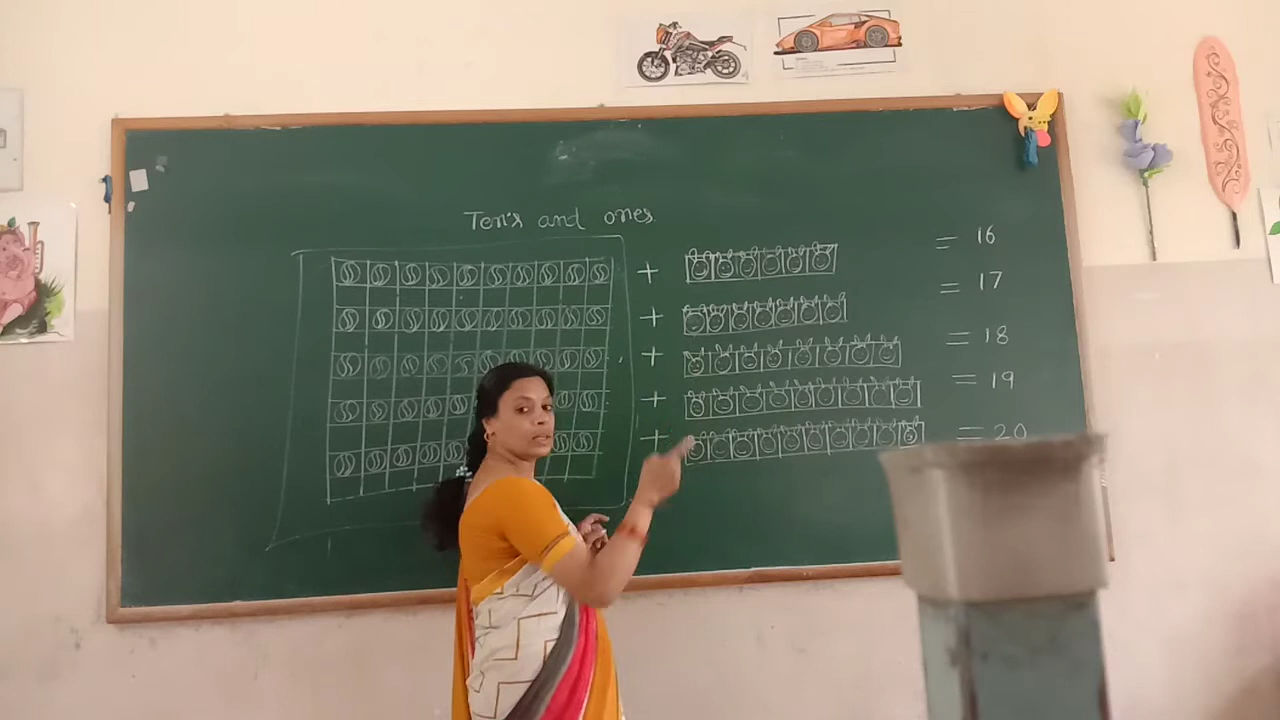 Ten's and ones
+ = 16
+ = 17
+ = 18
+ = 19
+ = 20